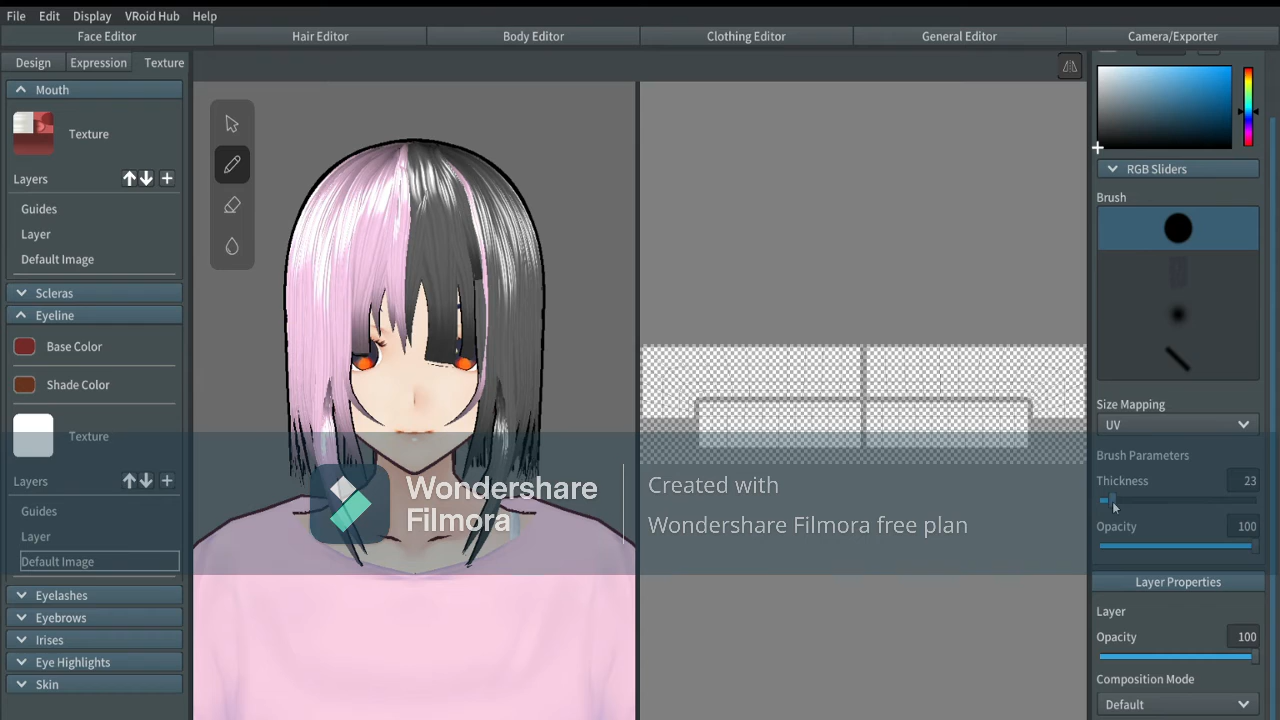 File Edit Display VRoid Hub Help
Face Editor Hair Editor Body Editor Clothing Editor General Editor Camera/Exporter
Design Expression Texture
Mouth
Texture
Layers
Guides
Layer
Default Image
Scleras
Eyeline
Base Color
Shade Color
Texture
Layers
Guides
Layer
Default Image
Eyelashes
Eyebrows
Irises
Eye Highlights
Skin
Wondershare
Filmora
Created with
Wondershare Filmora free plan
RGB Sliders
Brush
Size Mapping
UV
Brush Parameters
Thickness 23
Opacity 100
Layer Properties
Layer
Opacity 100
Composition Mode
Default